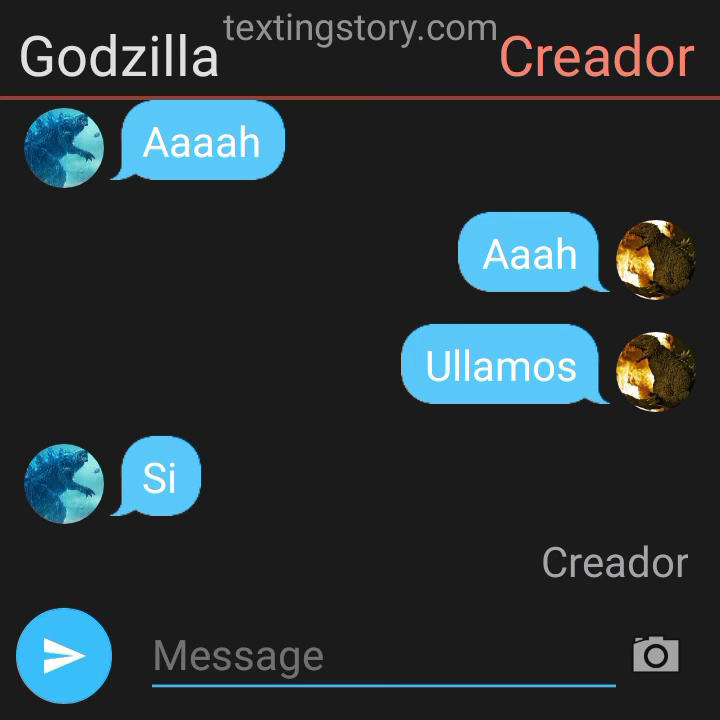 textingstory.com
Godzilla
Creador
Aaaah
Aaah
Ullamos
Si
Creador
Message